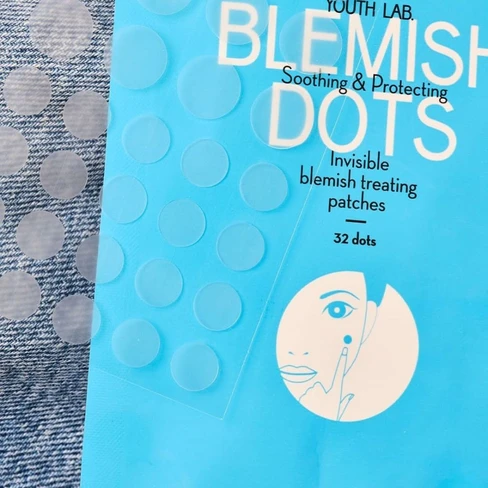 YOUTH LAB.
BLEMISH
Soothing & Protecting
DOTS
Invisible
blemish treating
patches
32 dots